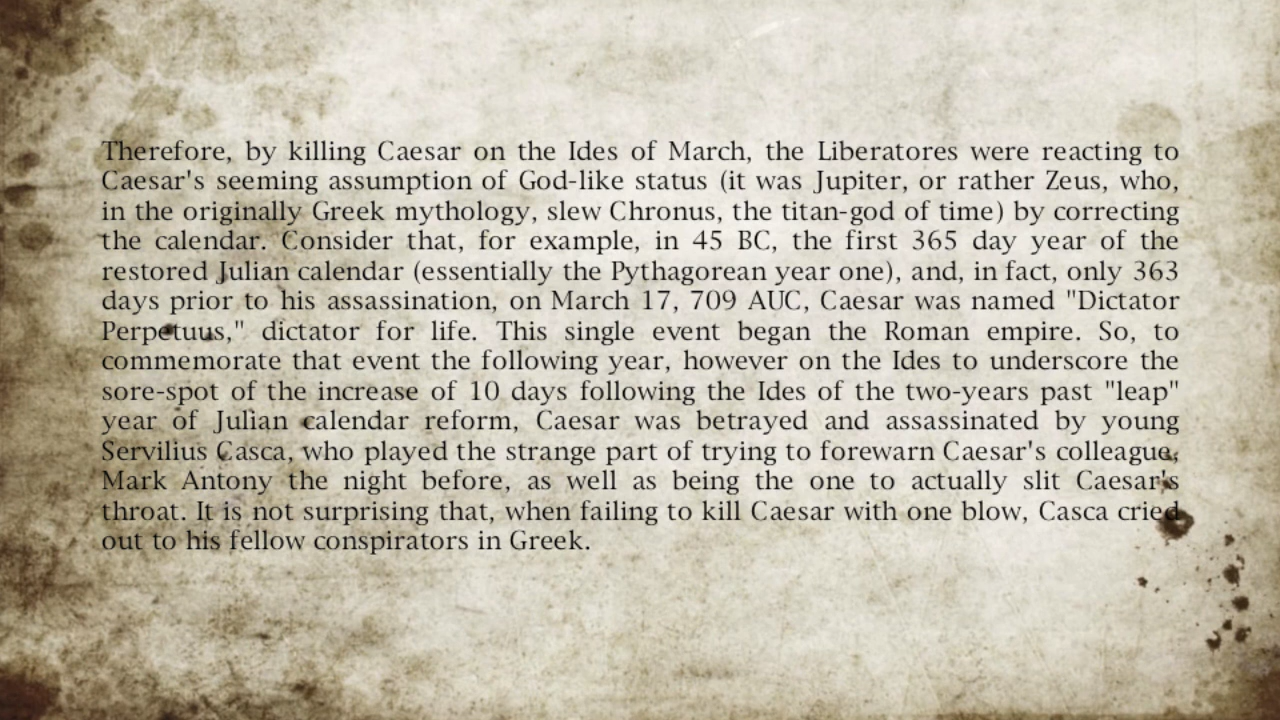 Therefore, by killing Caesar on the Ides of March, the Liberatores were reacting to
Caesar's seeming assumption of God-like status (it was Jupiter, or rather Zeus, who,
in the originally Greek mythology, slew Chronus, the titan-god of time) by correcting
the calendar. Consider that, for example, in 45 BC, the first 365 day year of the
restored Julian calendar (essentially the Pythagorean year one), and, in fact, only 363
days prior to his assassination, on March 17, 709 AUC, Caesar was named "Dictator
Perpetuus," dictator for life. This single event began the Roman empire. So, to
commemorate that event the following year, however on the Ides to underscore the
sore-spot of the increase of 10 days following the Ides of the two-years past "leap"
year of Julian calendar reform, Caesar was betrayed and assassinated by young
Servilius Casca, who played the strange part of trying to forewarn Caesar's colleague,
Mark Antony the night before, as well as being the one to actually slit Caesar's
throat. It is not surprising that, when failing to kill Caesar with one blow, Casca cried
out to his fellow conspirators in Greek.